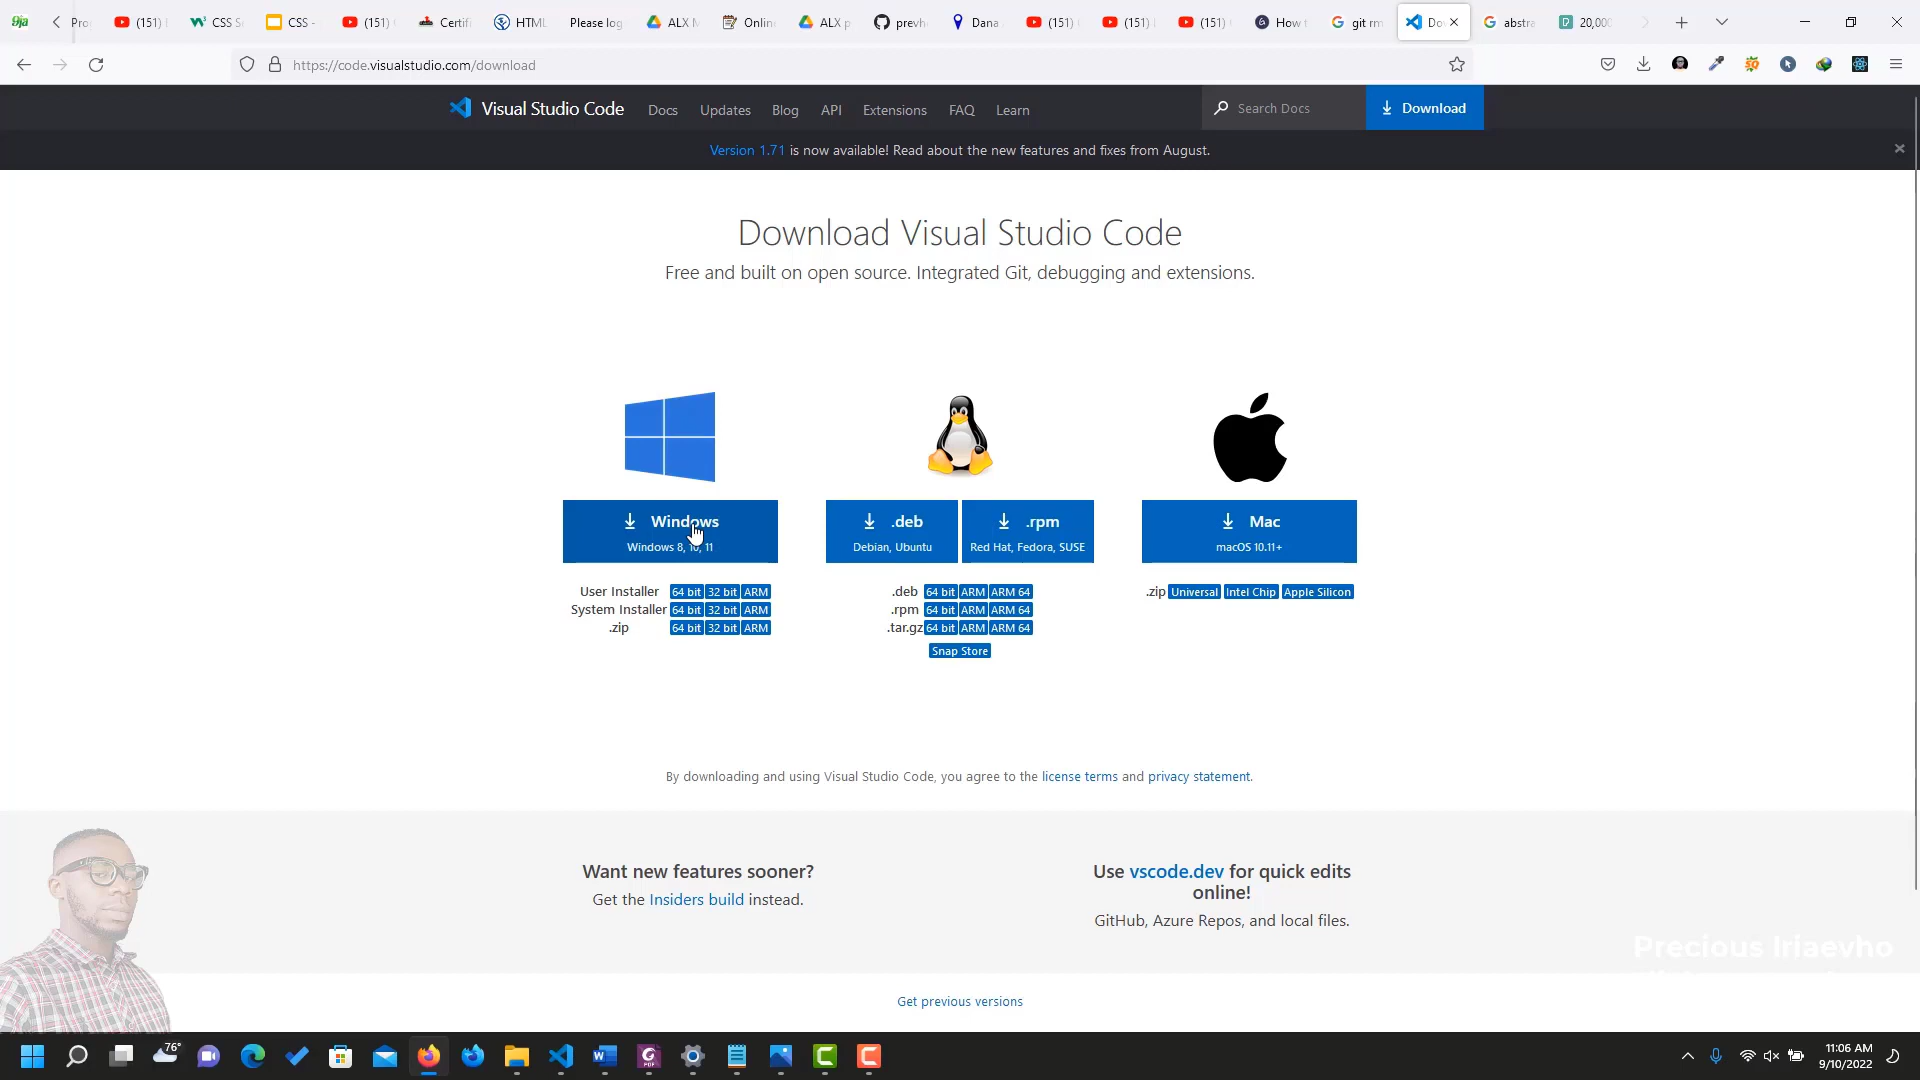 9ja Pro (151) CSS S CSS - (151) Certifi HTML Please log ALX M Onlin ALX p prevh Dana (151) (151) (151) How t git rm Do abstra 20,000
https://code.visualstudio.com/download
Visual Studio Code Docs Updates Blog API Extensions FAQ Learn Search Docs Download
Version 1.71 is now available! Read about the new features and fixes from August.
Download Visual Studio Code
Free and built on open source. Integrated Git, debugging and extensions.
Windows
Windows 8, 10, 11
User Installer 64 bit 32 bit ARM
System Installer 64 bit 32 bit ARM
.zip 64 bit 32 bit ARM
.deb
Debian, Ubuntu
.rpm
Red Hat, Fedora, SUSE
.deb 64 bit ARM ARM 64
.rpm 64 bit ARM ARM 64
.tar.gz 64 bit ARM ARM 64
Snap Store
Mac
macOS 10.11+
.zip Universal Intel Chip Apple Silicon
By downloading and using Visual Studio Code, you agree to the license terms and privacy statement.
Want new features sooner?
Get the Insiders build instead.
Use vscode.dev for quick edits
online!
GitHub, Azure Repos, and local files.
Precious Iriaevho
Get previous versions
76°
11:06 AM
9/10/2022